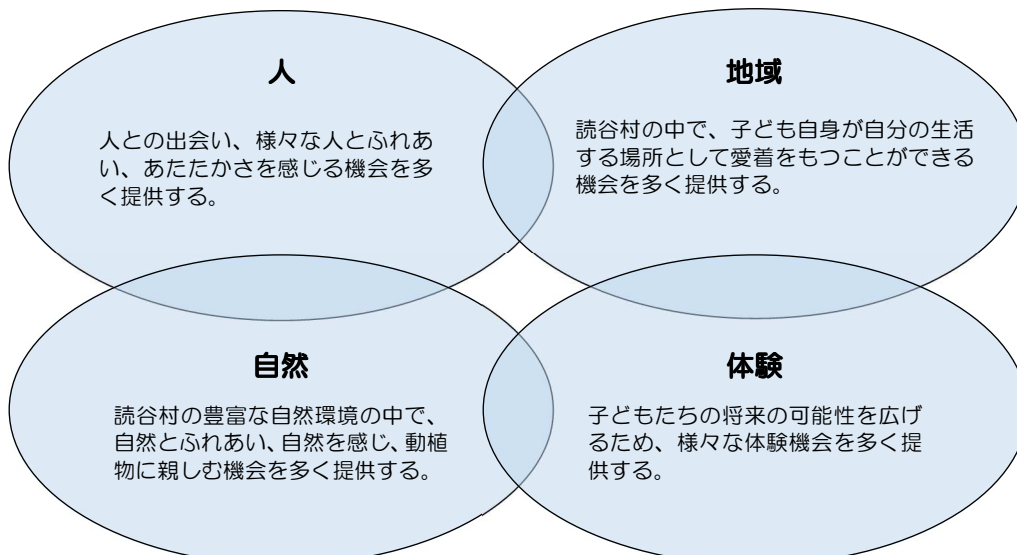 人
人との出会い、様々な人とふれあ
い、あたたかさを感じる機会を多
く提供する。
地域
読谷村の中で、子ども自身が自分の生活
する場所として愛着をもつことができる
機会を多く提供する。
自然
読谷村の豊富な自然環境の中で、
自然とふれあい、自然を感じ、動植
物に親しむ機会を多く提供する。
体験
子どもたちの将来の可能性を広げ
るため、様々な体験機会を多く提
供する。